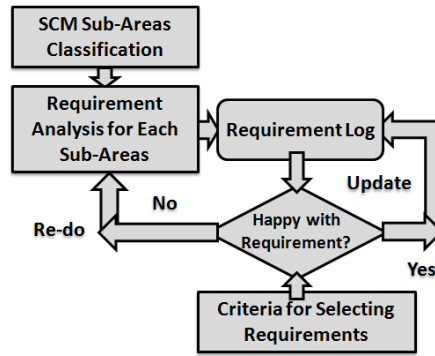 SCM Sub-Areas
Classification
Requirement
Analysis for Each
Sub-Areas
Requirement Log
Update
No
Happy with
Requirement?
Re-do
Yes
Criteria for Selecting
Requirements